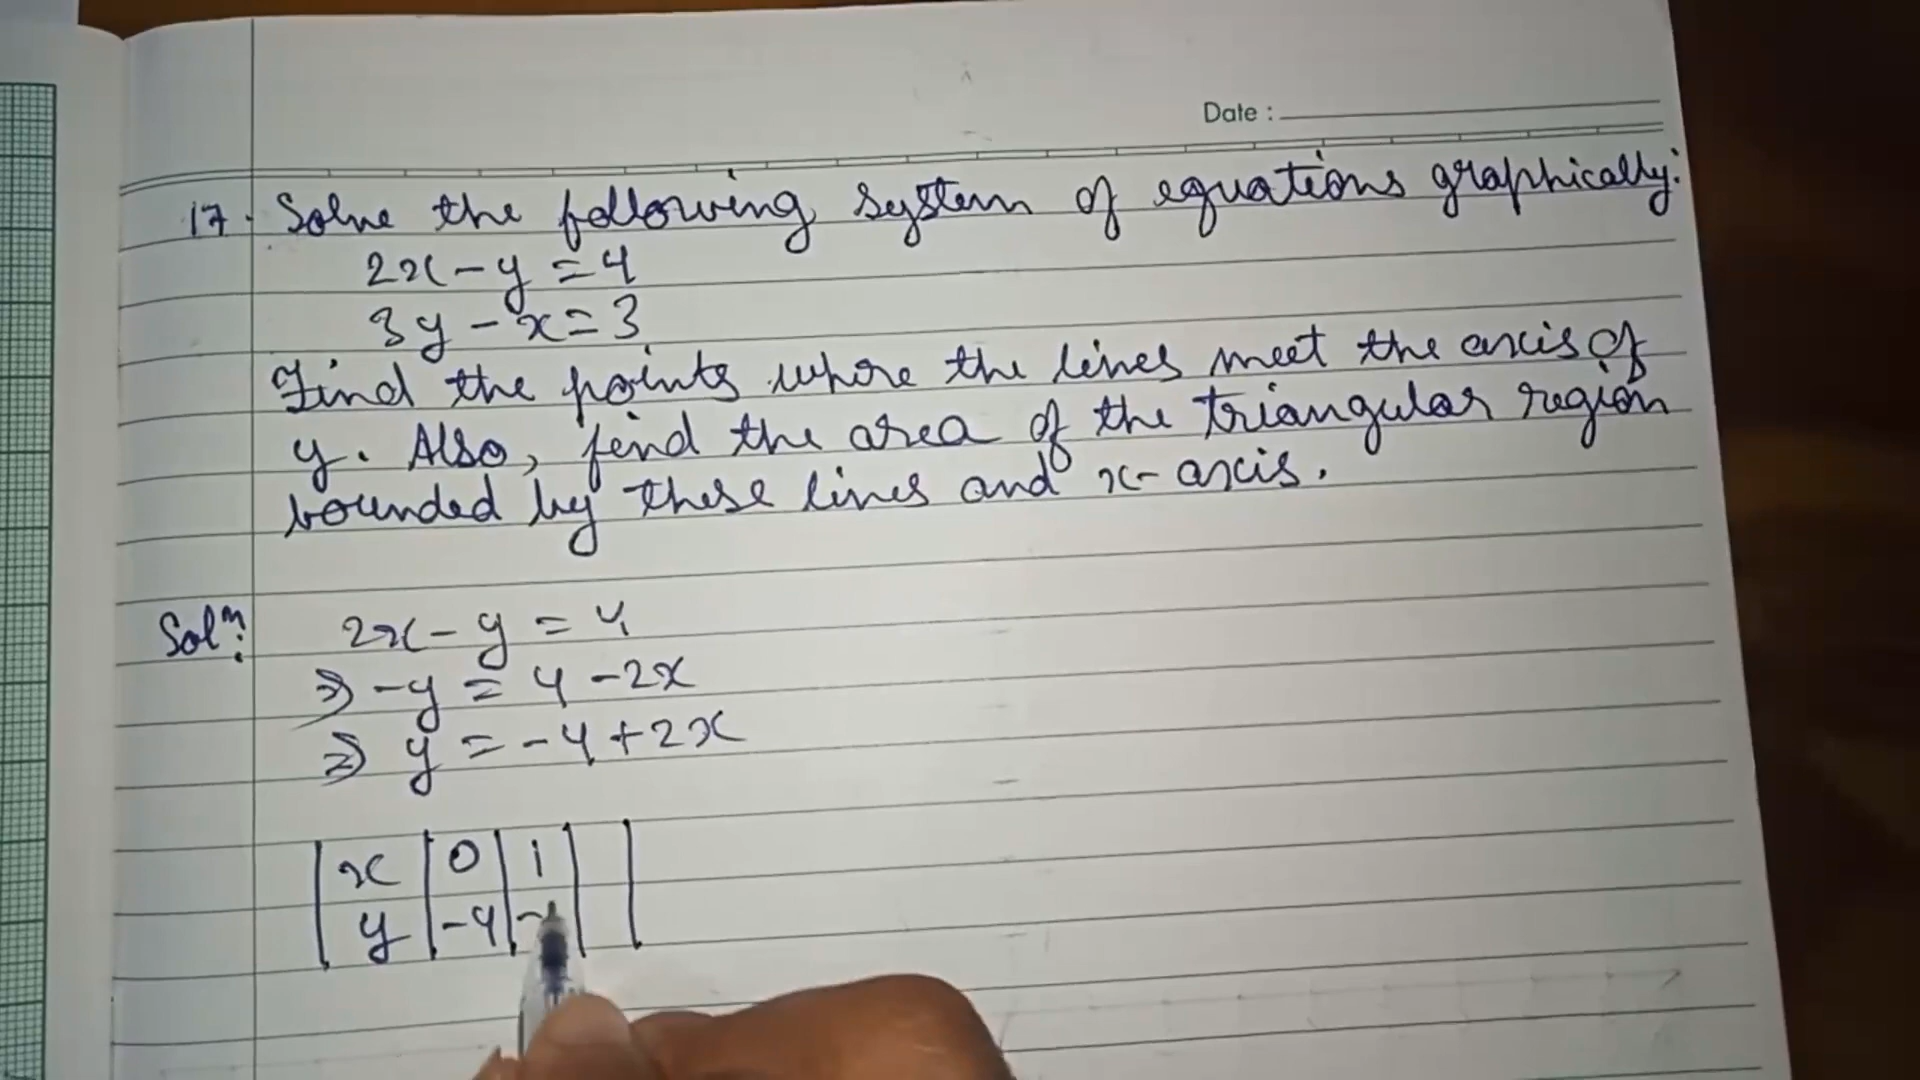 Date :
17. Solve the following system of equations graphically:
2x - y = 4
3y - x = 3
Find the points where the lines meet the axis of
y. Also, find the area of the triangular region
bounded by these lines and x-axis.
Solⁿ: 2x - y = 4
⇒ -y = 4 - 2x
⇒ y = -4 + 2x
x | 0 | 1
y | -4 | -